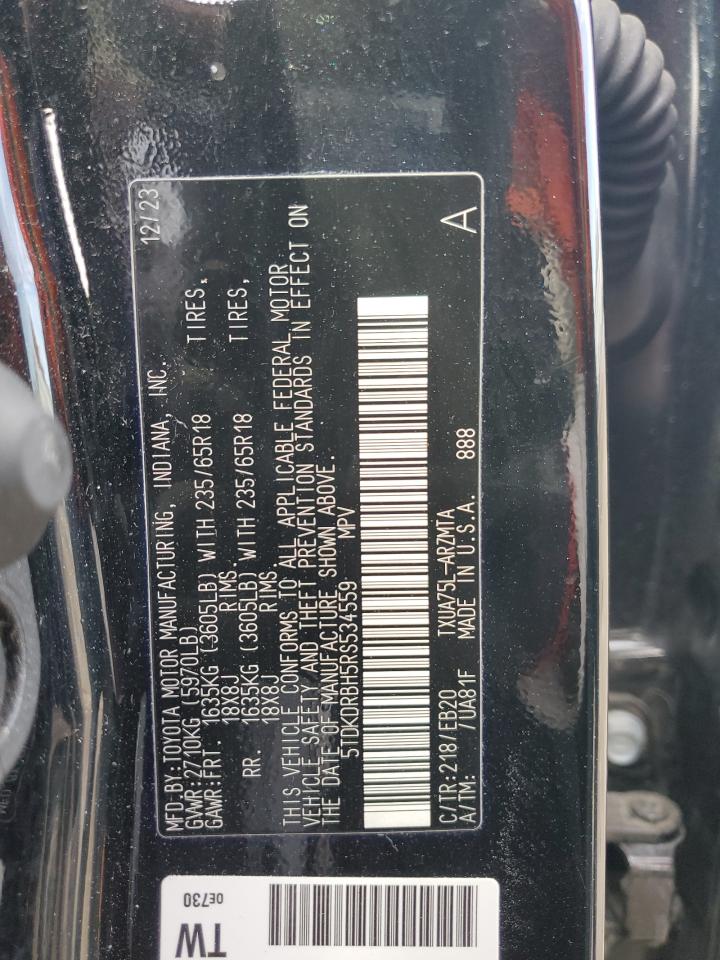 MFD.BY:TOYOTA MOTOR MANUFACTURING, INDIANA, INC. 12/23
GVWR:2710KG (5970LB)
GAWR:FRT. 1635KG (3605LB) WITH 235/65R18 TIRES,
18X8J RIMS.
RR. 1635KG (3605LB) WITH 235/65R18 TIRES,
18X8J RIMS.
THIS VEHICLE CONFORMS TO ALL APPLICABLE FEDERAL MOTOR
VEHICLE SAFETY AND THEFT PREVENTION STANDARDS IN EFFECT ON
THE DATE OF MANUFACTURE SHOWN ABOVE.
5TDKDRBH5RS534559 MPV
C/TR:218/EB20 TXUA75L-ARZMTA
A/TM: /UA81F MADE IN U.S.A. 888 A
0E730
TW